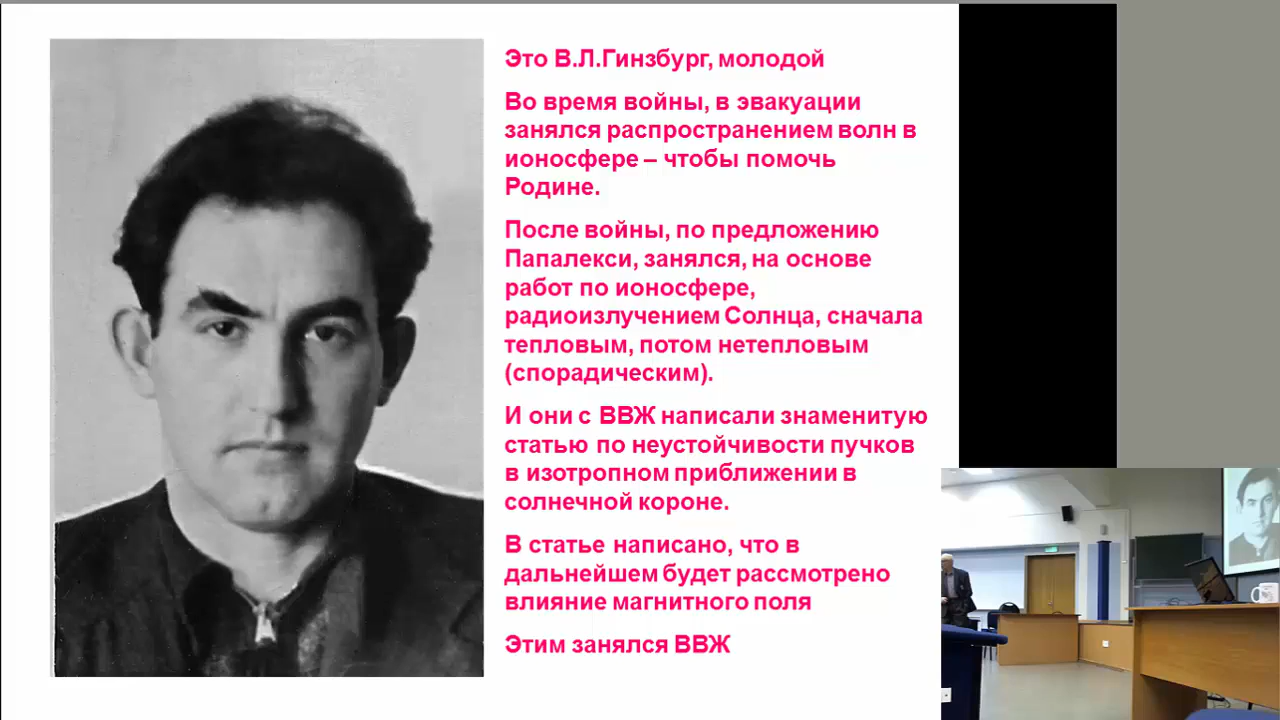 Это В.Л.Гинзбург, молодой
Во время войны, в эвакуации
занялся распространением волн в
ионосфере – чтобы помочь
Родине.
После войны, по предложению
Папалекси, занялся, на основе
работ по ионосфере,
радиоизлучением Солнца, сначала
тепловым, потом нетепловым
(спорадическим).
И они с ВВЖ написали знаменитую
статью по неустойчивости пучков
в изотропном приближении в
солнечной короне.
В статье написано, что в
дальнейшем будет рассмотрено
влияние магнитного поля
Этим занялся ВВЖ